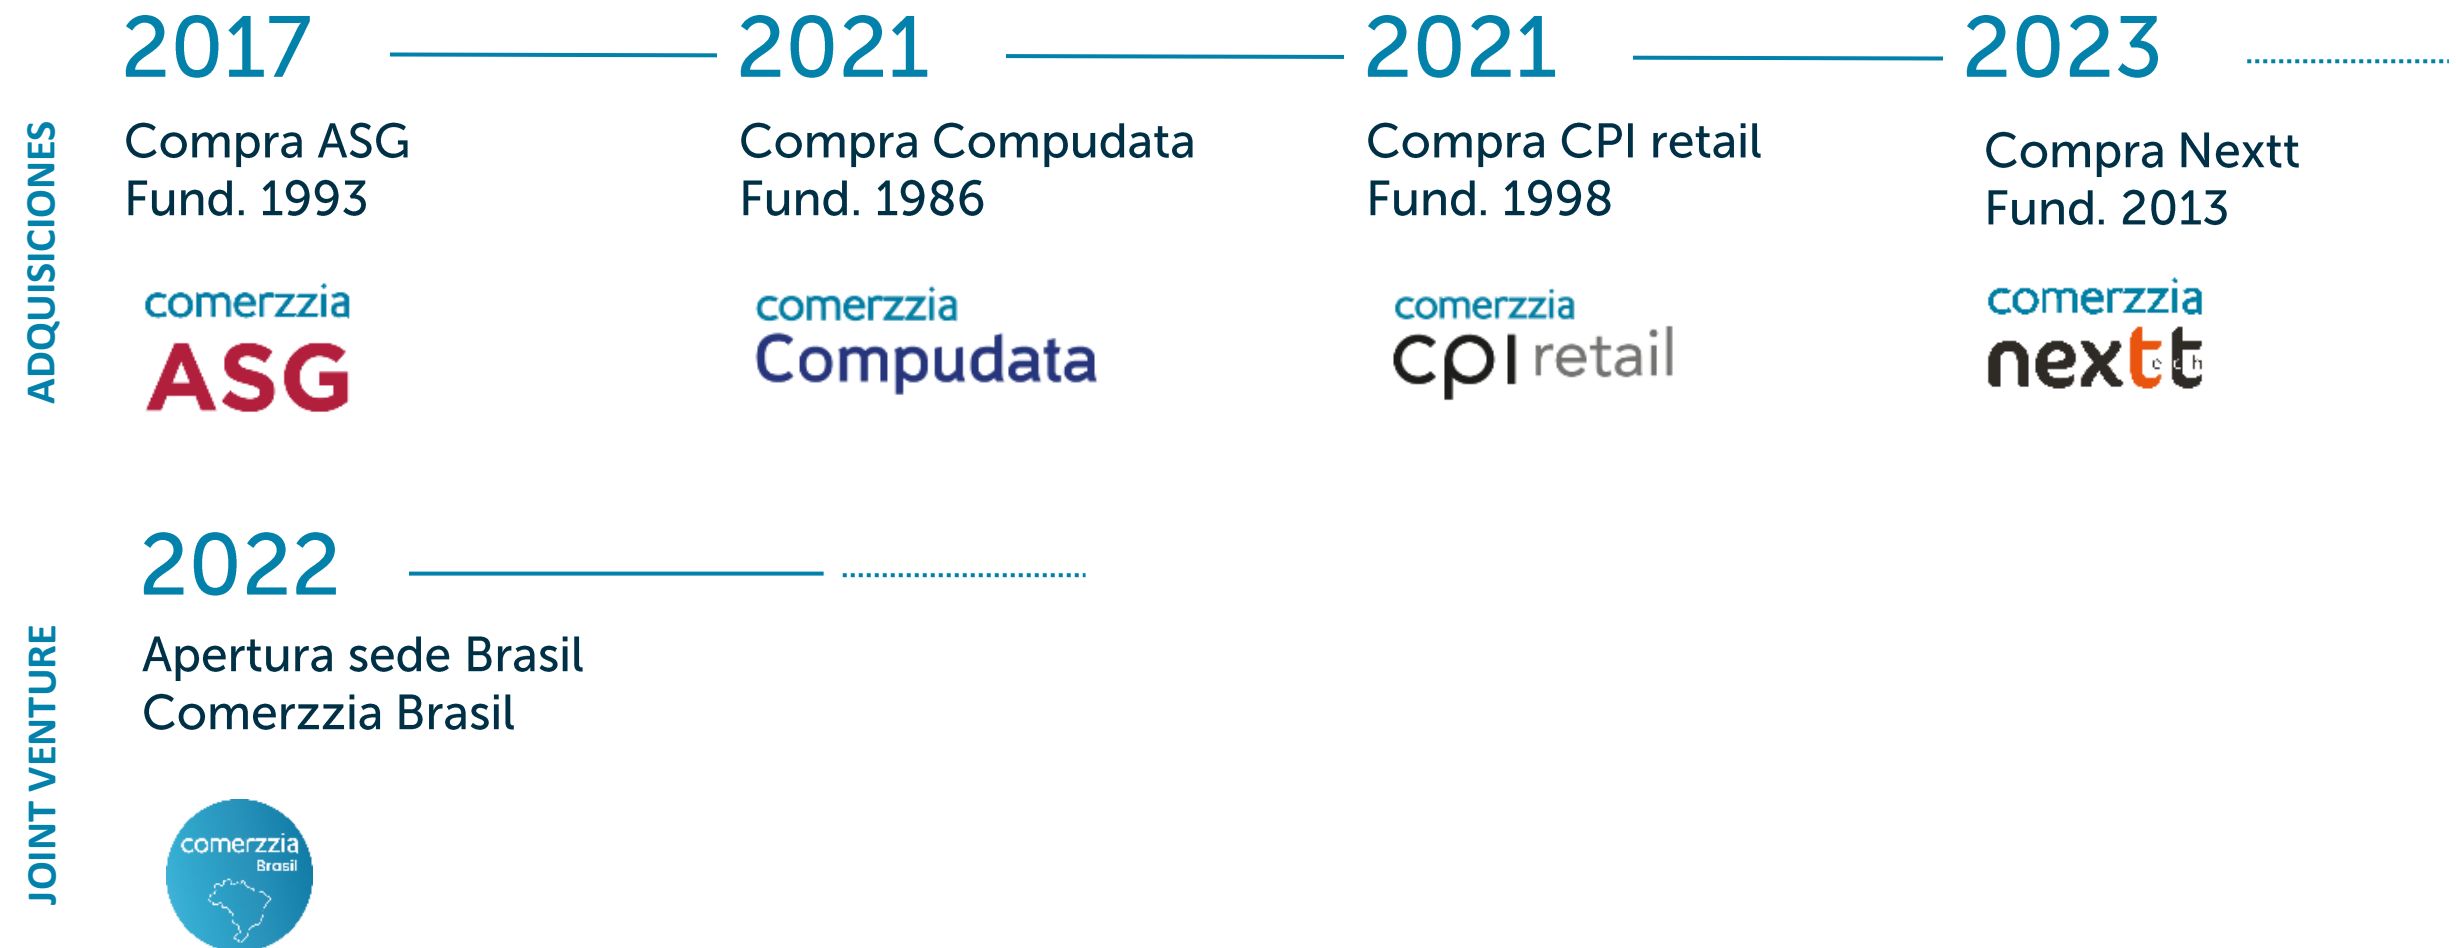 ADQUISICIONES
2017
Compra ASG
Fund. 1993
comerzzia
ASG
2021
Compra Compudata
Fund. 1986
comerzzia
Compudata
2021
Compra CPI retail
Fund. 1998
comerzzia
cpi retail
2023
Compra Nextt
Fund. 2013
comerzzia
nextt
ech
JOINT VENTURE
2022
Apertura sede Brasil
Comerzzia Brasil
comerzzia
Brasil